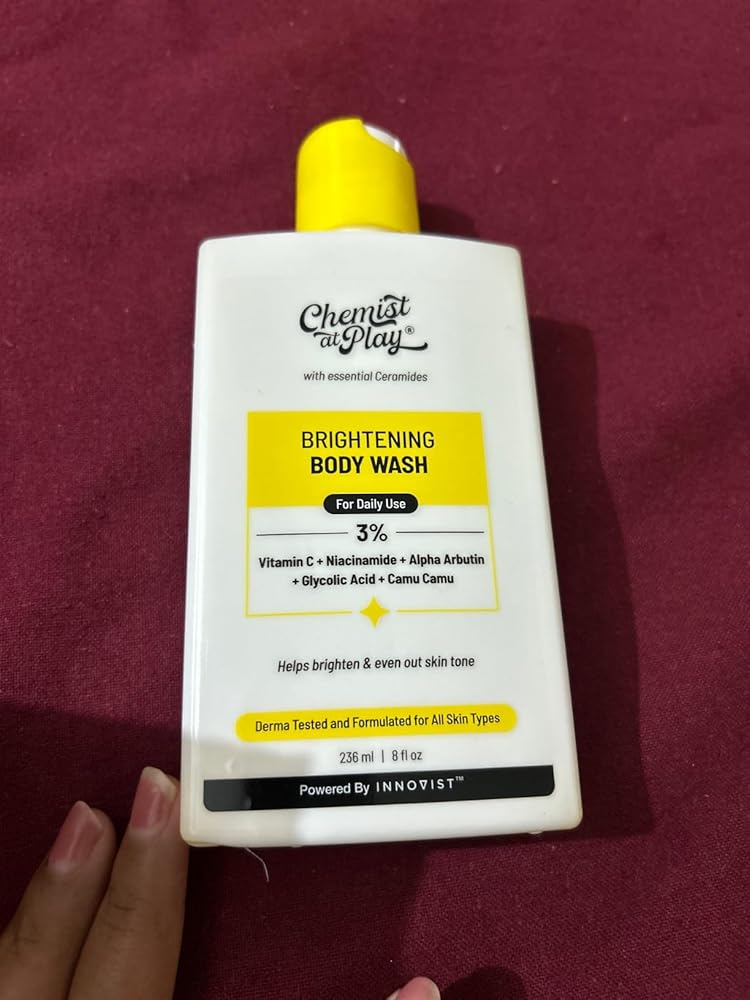 Chemist
at Play®
with essential Ceramides
BRIGHTENING
BODY WASH
For Daily Use
3%
Vitamin C + Niacinamide + Alpha Arbutin
+ Glycolic Acid + Camu Camu
Helps brighten & even out skin tone
Derma Tested and Formulated for All Skin Types
236 ml | 8 fl oz
Powered By INNOVIST™